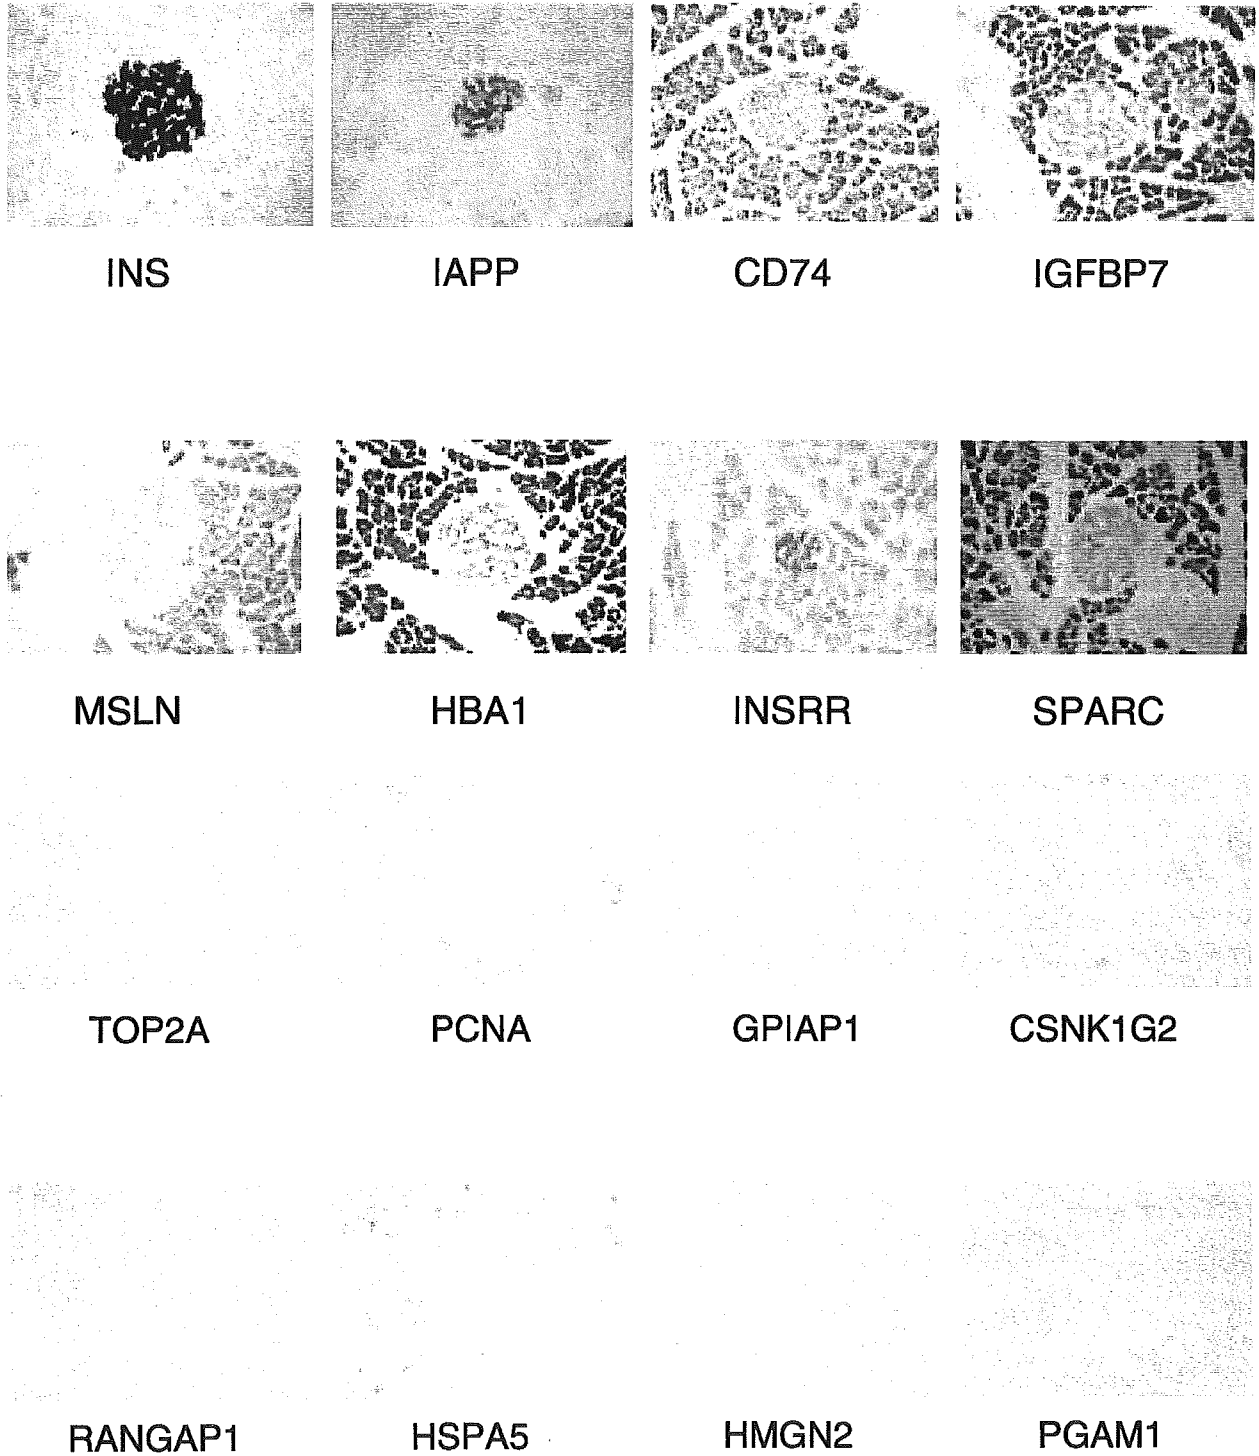 INS IAPP CD74 IGFBP7
MSLN HBA1 INSRR SPARC
TOP2A PCNA GPIAP1 CSNK1G2
RANGAP1 HSPA5 HMGN2 PGAM1